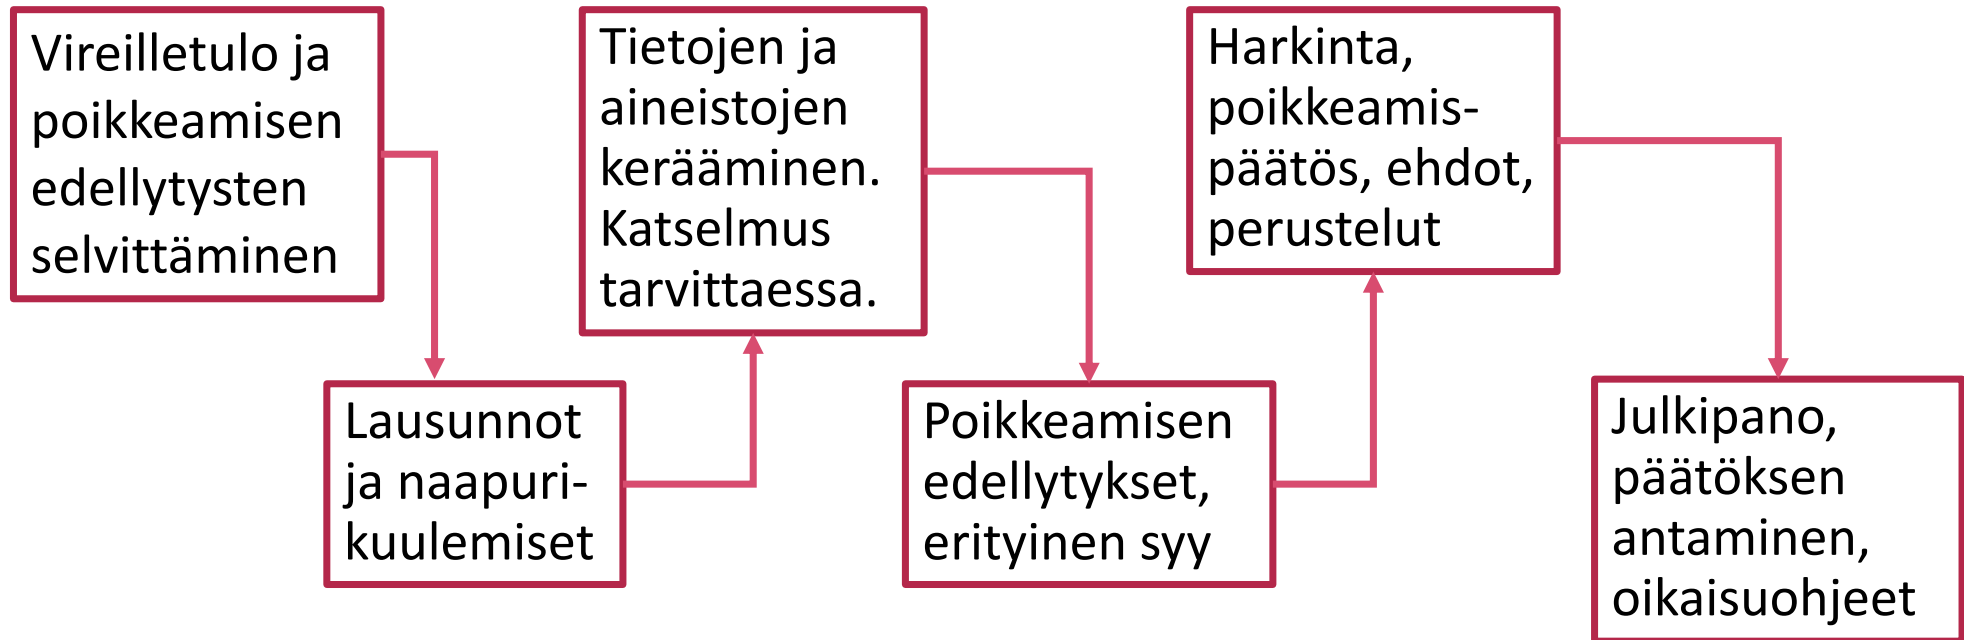 Vireilletulo ja
poikkeamisen
edellytysten
selvittäminen
Lausunnot
ja naapuri-
kuulemiset
Tietojen ja
aineistojen
kerääminen.
Katselmus
tarvittaessa.
Poikkeamisen
edellytykset,
erityinen syy
Harkinta,
poikkeamis-
päätös, ehdot,
perustelut
Julkipano,
päätöksen
antaminen,
oikaisuohjeet